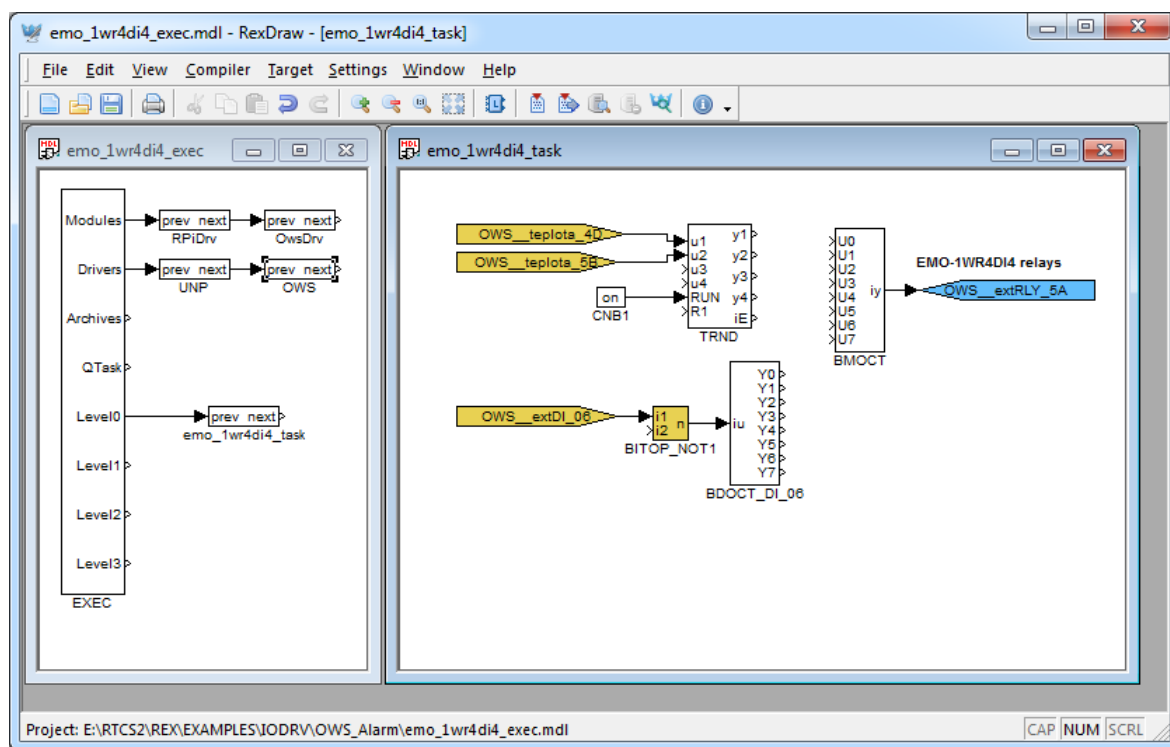 emo_1wr4di4_exec.mdl - RexDraw - [emo_1wr4di4_task]
File Edit View Compiler Target Settings Window Help
emo_1wr4di4_exec
Modules
prev next
prev next
RPiDrv
OwsDrv
Drivers
prev next
prev next
UNP
OWS
Archives
QTask
Level0
prev next
emo_1wr4di4_task
Level1
Level2
Level3
EXEC
emo_1wr4di4_task
OWS__teplota_4D
OWS__teplota_5B
on
CNB1
u1 y1
u2 y2
u3 y3
u4
RUN y4
R1 iE
TRND
U0
U1
U2
U3
U4
U5
U6
U7
iy
BMOCT
EMO-1WR4DI4 relays
OWS__extRLY_5A
OWS__extDI_06
i1
i2
n
BITOP_NOT1
iu
Y0
Y1
Y2
Y3
Y4
Y5
Y6
Y7
BDOCT_DI_06
Project: E:\RTCS2\REX\EXAMPLES\IODRV\OWS_Alarm\emo_1wr4di4_exec.mdl
CAP NUM SCRL